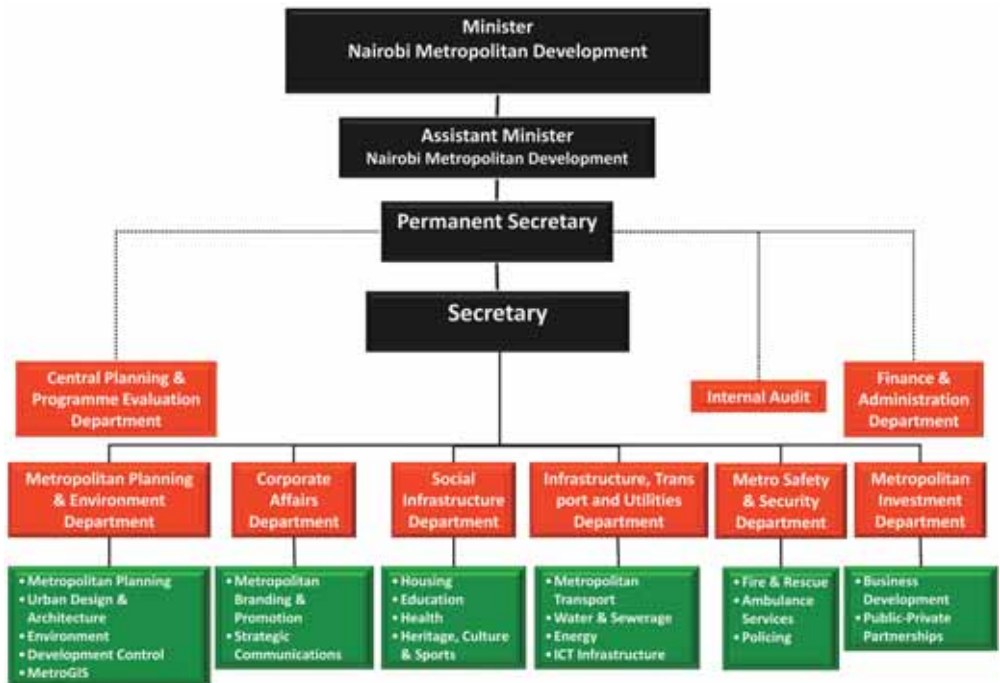 Minister
Nairobi Metropolitan Development
Assistant Minister
Nairobi Metropolitan Development
Permanent Secretary
Secretary
Central Planning &
Programme Evaluation
Department
Internal Audit
Finance &
Administration
Department
Metropolitan Planning
& Environment
Department
Corporate
Affairs
Department
Social
Infrastructure
Department
Infrastructure, Trans
port and Utilities
Department
Metro Safety
& Security
Department
Metropolitan
Investment
Department
• Metropolitan Planning
• Urban Design &
Architecture
• Environment
• Development Control
• MetroGIS
• Metropolitan
Branding &
Promotion
• Strategic
Communications
• Housing
• Education
• Health
• Heritage, Culture
& Sports
• Metropolitan
Transport
• Water & Sewerage
• Energy
• ICT Infrastructure
• Fire & Rescue
• Ambulance
Services
• Policing
• Business
Development
• Public-Private
Partnerships